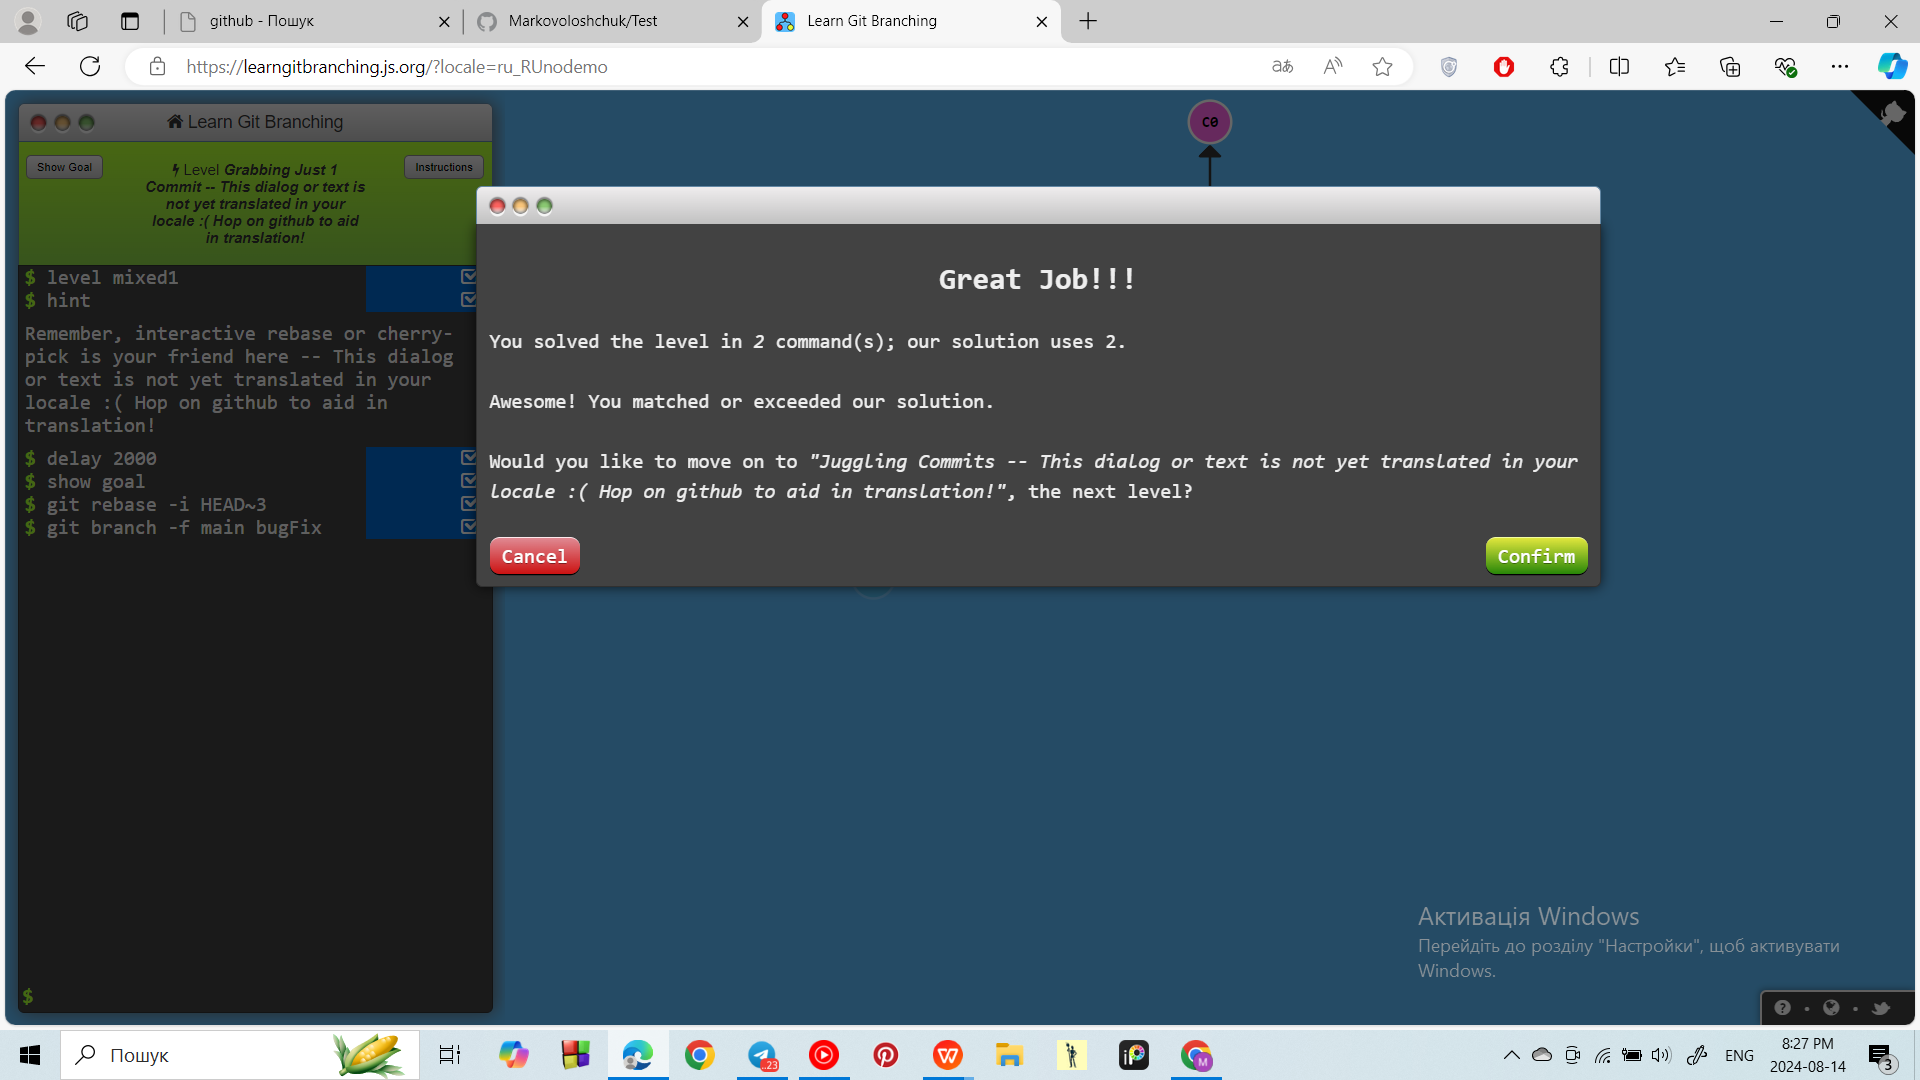 github - Пошук
Markovoloshchuk/Test
Learn Git Branching
https://learngitbranching.js.org/?locale=ru_RUnodemo
Learn Git Branching
Show Goal
Level Grabbing Just 1
Commit -- This dialog or text is
not yet translated in your
locale :( Hop on github to aid
in translation!
Instructions
$ level mixed1
$ hint
Remember, interactive rebase or cherry-
pick is your friend here -- This dialog
or text is not yet translated in your
locale :( Hop on github to aid in
translation!
$ delay 2000
$ show goal
$ git rebase -i HEAD~3
$ git branch -f main bugFix
$
C0
Great Job!!!
You solved the level in 2 command(s); our solution uses 2.
Awesome! You matched or exceeded our solution.
Would you like to move on to "Juggling Commits -- This dialog or text is not yet translated in your
locale :( Hop on github to aid in translation!", the next level?
Cancel
Confirm
Активація Windows
Перейдіть до розділу "Настройки", щоб активувати
Windows.
Пошук
23
ENG
8:27 PM
2024-08-14
3